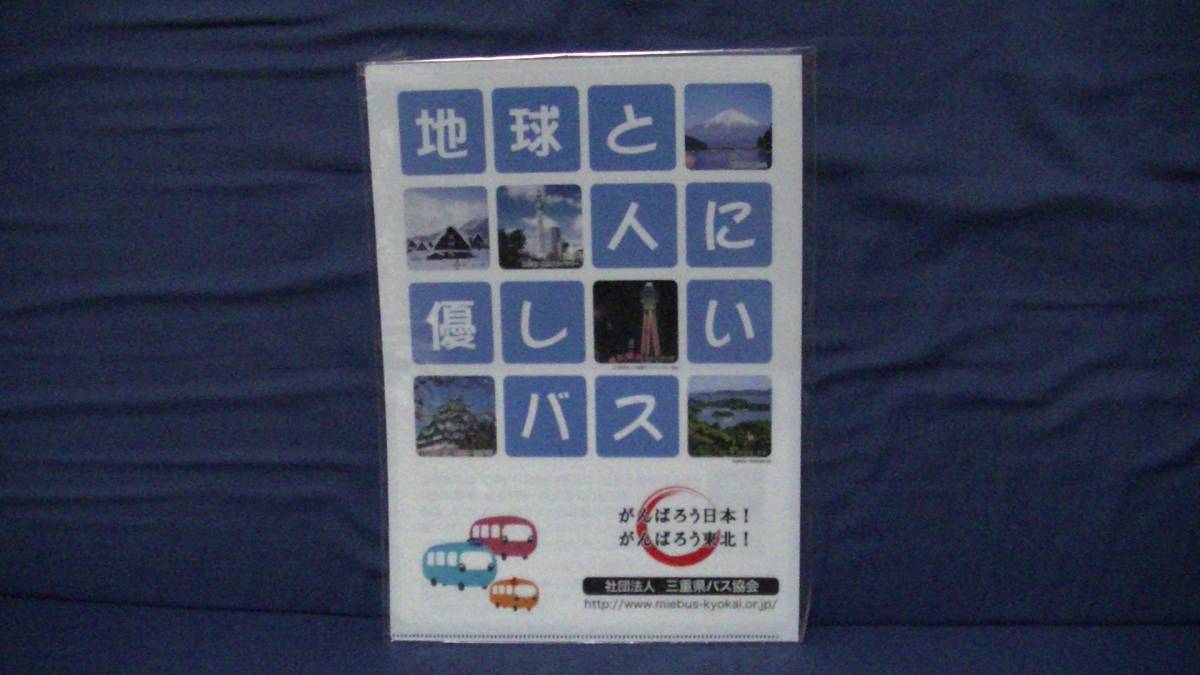 地球と
人に
優しい
バス
がんばろう日本！
がんばろう東北！
社団法人 三重県バス協会
http://www.miebus-kyokai.or.jp/